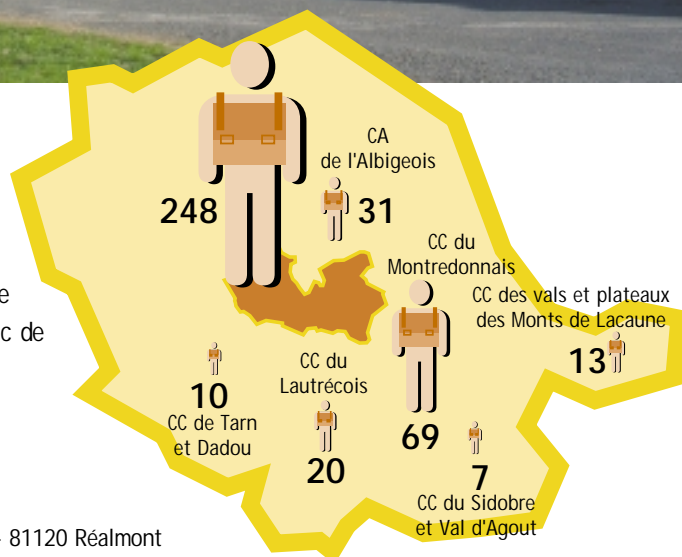 CA
de l'Albigeois
248
31
CC du
Montredonnais
CC des vals et plateaux
des Monts de Lacaune
13
c de
CC du
Lautrécois
10
CC de Tarn
et Dadou
69
20
7
CC du Sidobre
et Val d'Agout
81120 Réalmont